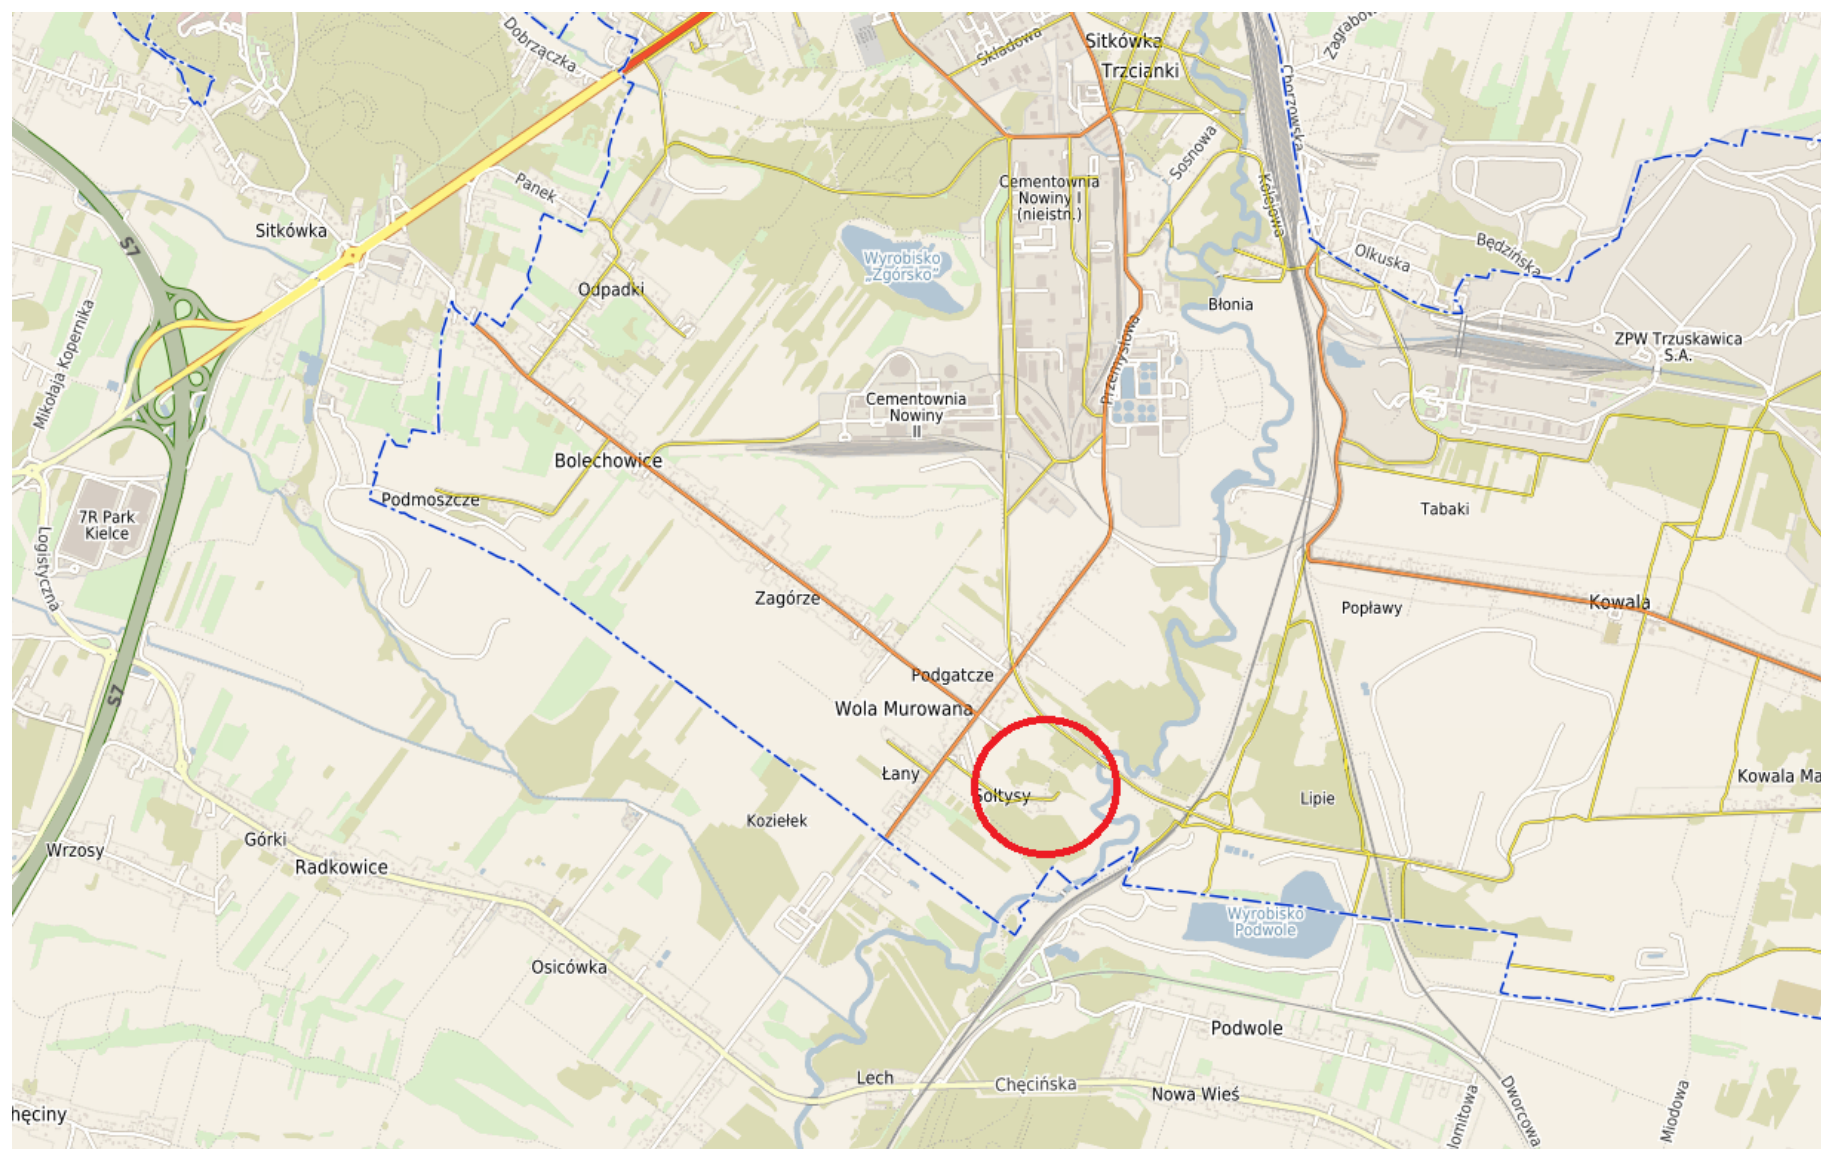 Dobrzączka
Składowa
Sitkówka
Trzcianki
Zagrabow
Chorzowska
Sosnowa
Panek
Cementownia
Nowiny I
(nieistn.)
Kolejowa
Sitkówka
S7
Wyrobisko
„Zgórsko”
Olkuska
Będzińska
Odpadki
Błonia
Mikołaja Kopernika
Przemysłowa
ZPW Trzuskawica
S.A.
Cementownia
Nowiny
II
Bolechowice
Podmoszcze
7R Park
Kielce
Tabaki
Logistyczna
Zagórze
Popławy
Kowala
Podgatcze
S7
Wola Murowana
Łany
Sołtysy
Kowala Ma
Lipie
Koziełek
Górki
Wrzosy
Radkowice
Wyrobisko
Podwole
Osicówka
Podwole
Lech
Chęcińska
Nowa Wieś
hęciny
lomitowa
Dworcowa
Miodowa